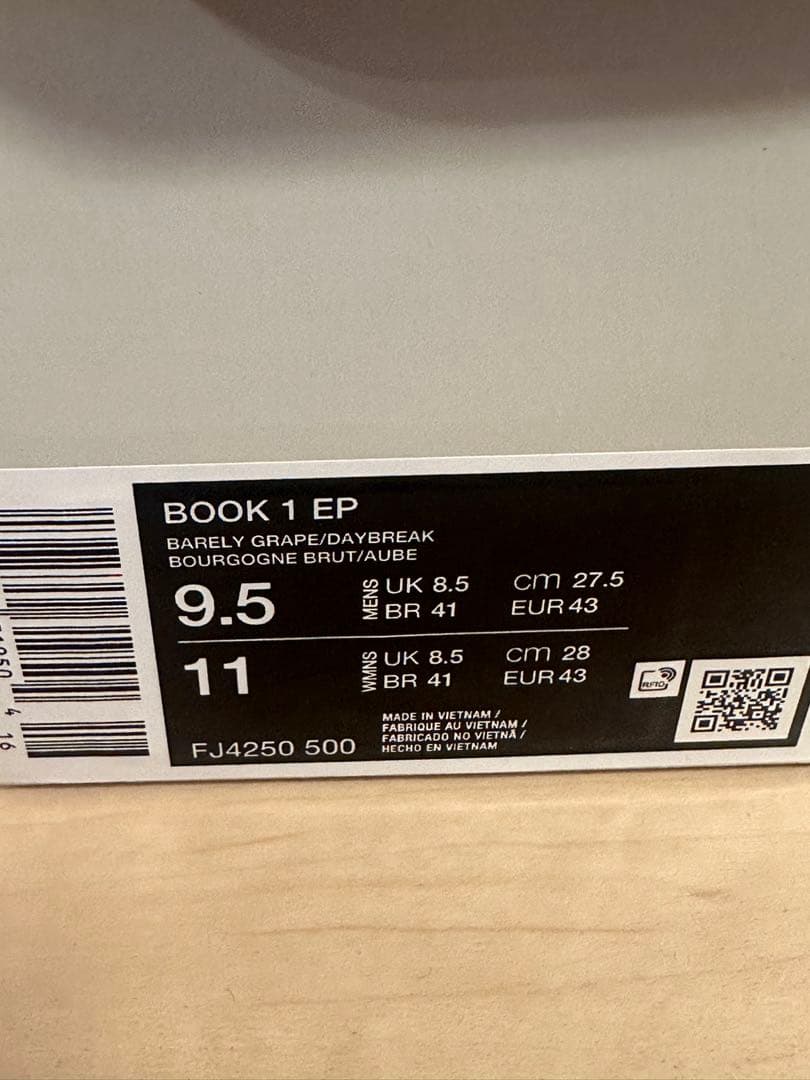 BOOK 1 EP
BARELY GRAPE/DAYBREAK
BOURGOGNE BRUT/AUBE
9.5 MENS UK 8.5 cm 27.5
BR 41 EUR 43
11 WMNS UK 8.5 cm 28
BR 41 EUR 43
RFID
MADE IN VIETNAM /
FABRIQUE AU VIETNAM /
FABRICADO NO VIETNÃ /
HECHO EN VIETNAM
FJ4250 500
4 16